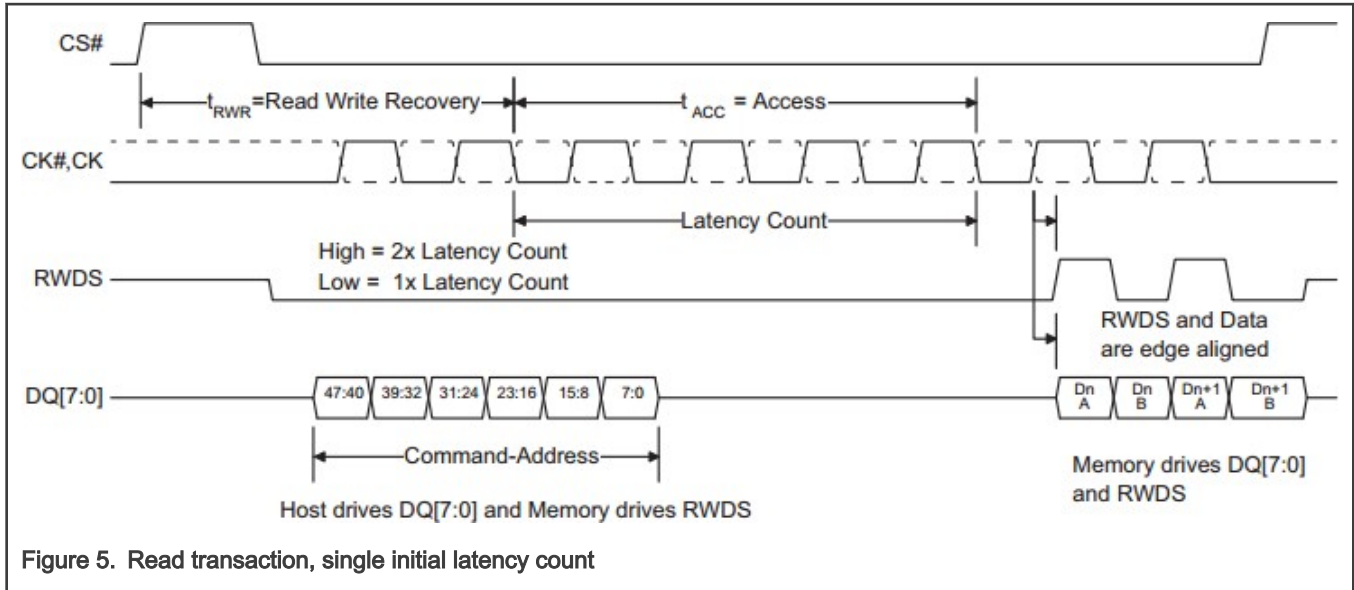 CS#
t RWR =Read Write Recovery
t ACC = Access
CK#,CK
Latency Count
High = 2x Latency Count
Low = 1x Latency Count
RWDS
RWDS and Data
are edge aligned
DQ[7:0]
47:40 39:32 31:24 23:16 15:8 7:0
Dn Dn Dn+1 Dn+1
A B A B
Command-Address
Memory drives DQ[7:0]
and RWDS
Host drives DQ[7:0] and Memory drives RWDS
Figure 5. Read transaction, single initial latency count